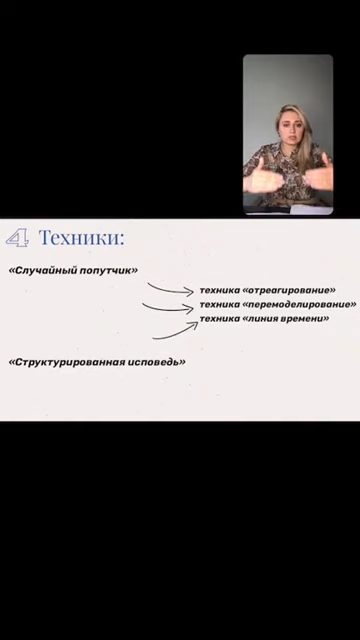 4 Техники:
«Случайный попутчик»
техника «отреагирование»
техника «перемоделирование»
техника «линия времени»
«Структурированная исповедь»